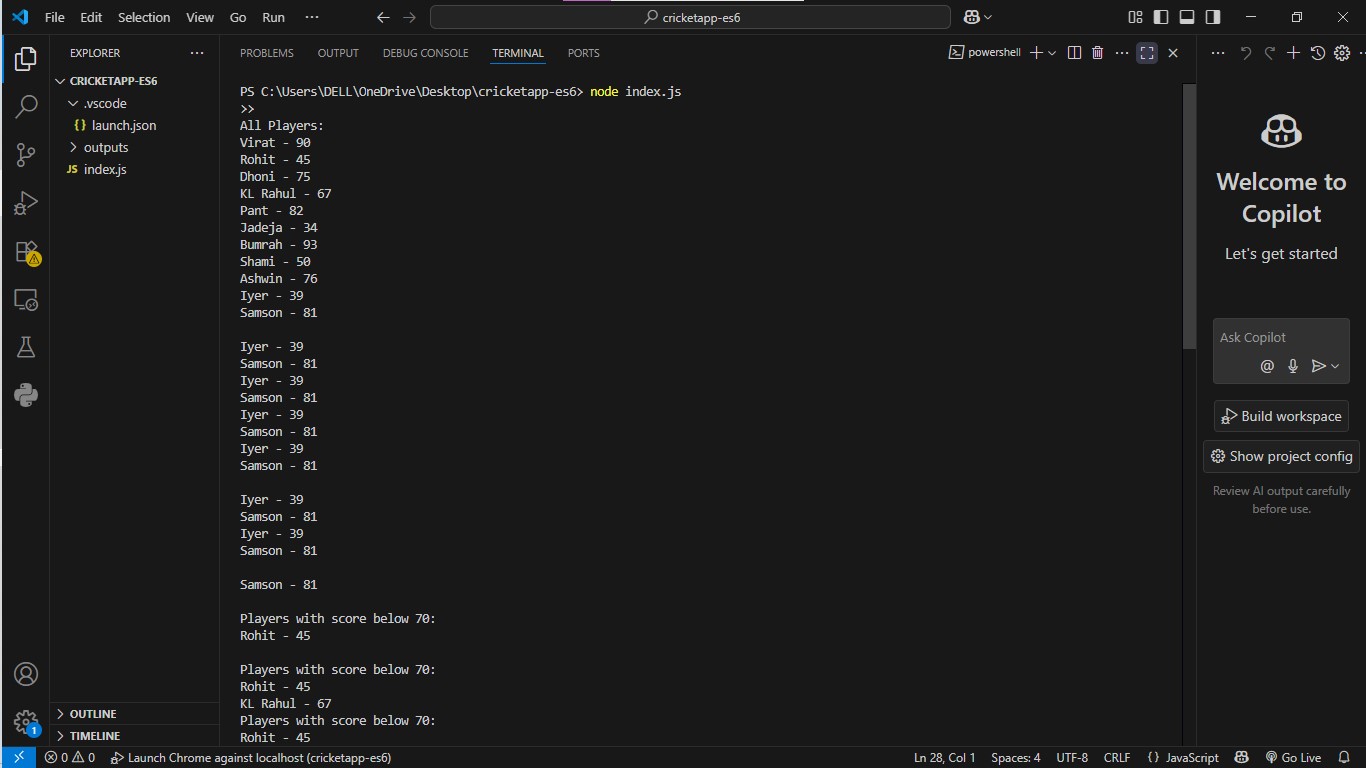 File Edit Selection View Go Run ···
cricketapp-es6
EXPLORER ···
CRICKETAPP-ES6
.vscode
{} launch.json
outputs
JS index.js
OUTLINE
TIMELINE
PROBLEMS OUTPUT DEBUG CONSOLE TERMINAL PORTS
powershell
PS C:\Users\DELL\OneDrive\Desktop\cricketapp-es6> node index.js
>>
All Players:
Virat - 90
Rohit - 45
Dhoni - 75
KL Rahul - 67
Pant - 82
Jadeja - 34
Bumrah - 93
Shami - 50
Ashwin - 76
Iyer - 39
Samson - 81
Iyer - 39
Samson - 81
Iyer - 39
Samson - 81
Iyer - 39
Samson - 81
Iyer - 39
Samson - 81
Iyer - 39
Samson - 81
Iyer - 39
Samson - 81
Samson - 81
Players with score below 70:
Rohit - 45
Players with score below 70:
Rohit - 45
KL Rahul - 67
Players with score below 70:
Rohit - 45
Welcome to
Copilot
Let's get started
Ask Copilot
@
Build workspace
Show project config
Review AI output carefully
before use.
1
0 0 Launch Chrome against localhost (cricketapp-es6) Ln 28, Col 1 Spaces: 4 UTF-8 CRLF {} JavaScript Go Live